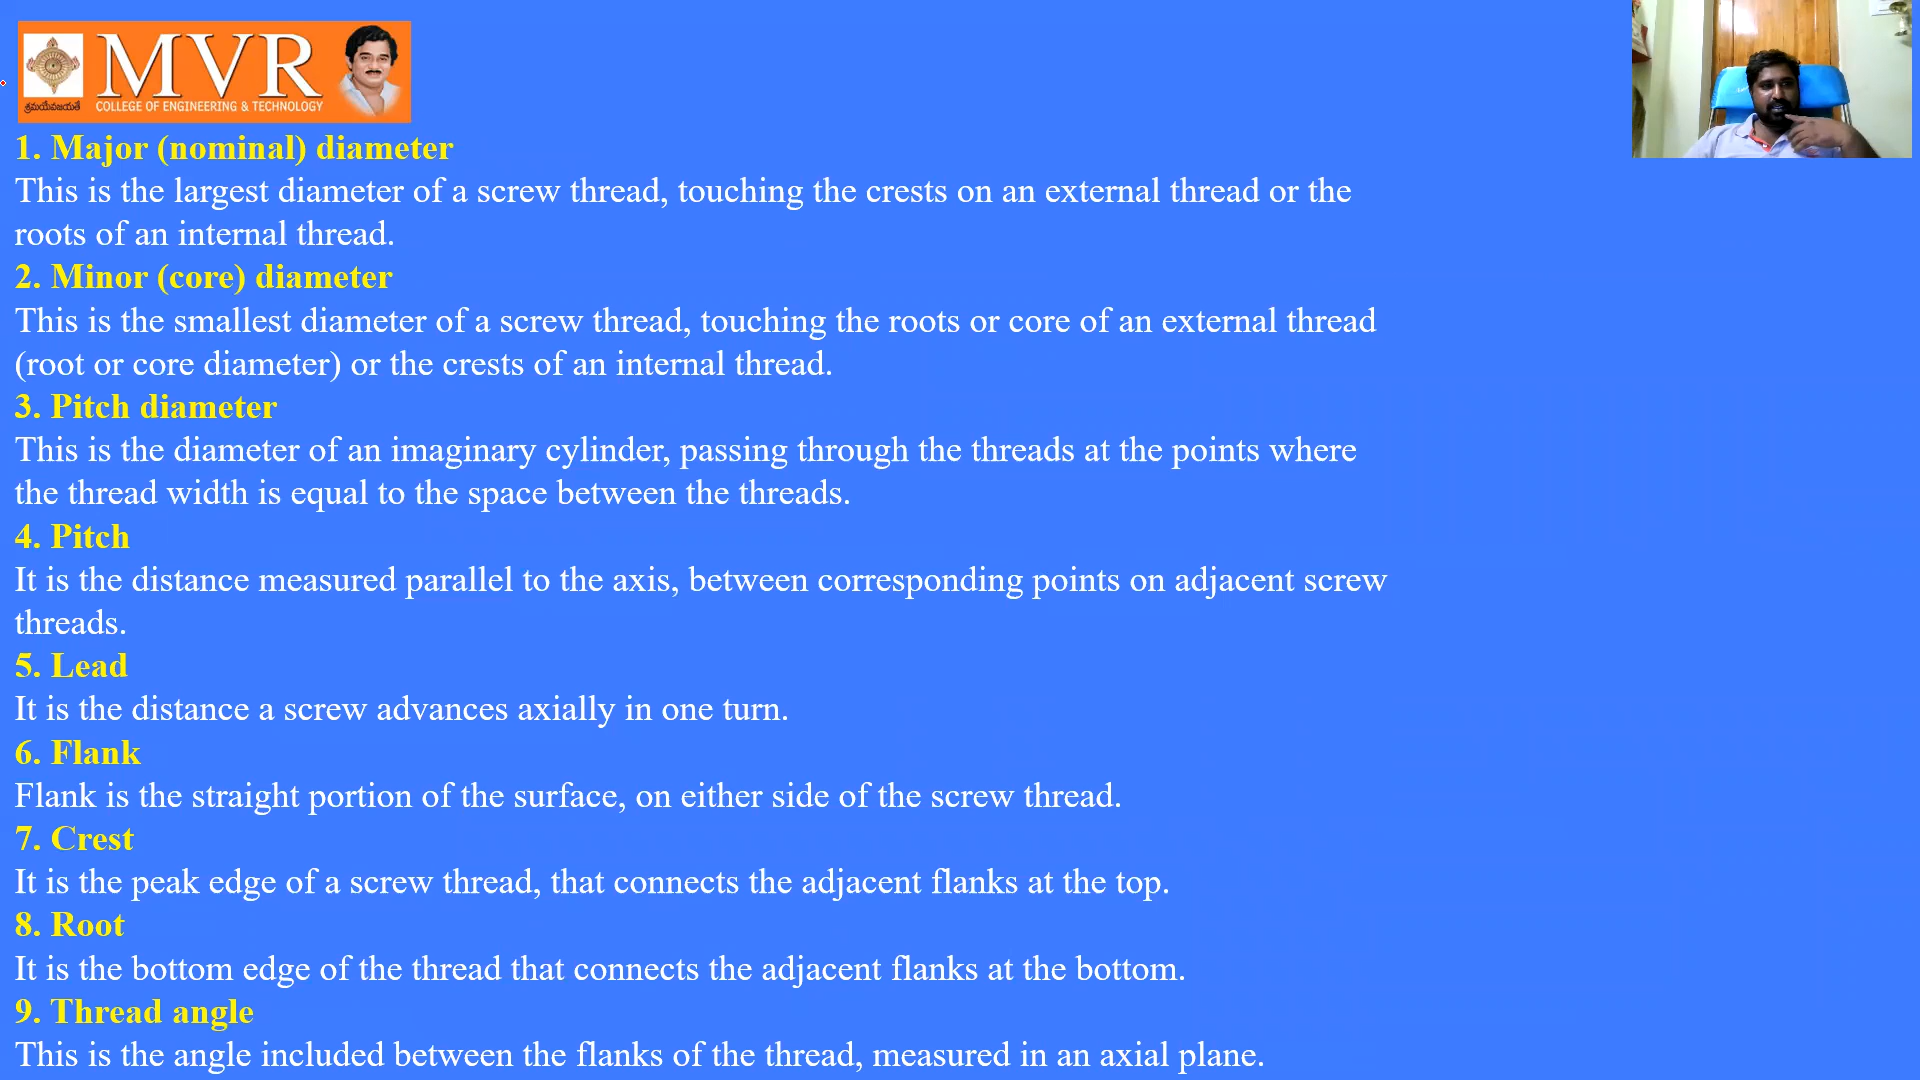 MVR
COLLEGE OF ENGINEERING & TECHNOLOGY
శ్రమయేవజయతే
1. Major (nominal) diameter
This is the largest diameter of a screw thread, touching the crests on an external thread or the
roots of an internal thread.
2. Minor (core) diameter
This is the smallest diameter of a screw thread, touching the roots or core of an external thread
(root or core diameter) or the crests of an internal thread.
3. Pitch diameter
This is the diameter of an imaginary cylinder, passing through the threads at the points where
the thread width is equal to the space between the threads.
4. Pitch
It is the distance measured parallel to the axis, between corresponding points on adjacent screw
threads.
5. Lead
It is the distance a screw advances axially in one turn.
6. Flank
Flank is the straight portion of the surface, on either side of the screw thread.
7. Crest
It is the peak edge of a screw thread, that connects the adjacent flanks at the top.
8. Root
It is the bottom edge of the thread that connects the adjacent flanks at the bottom.
9. Thread angle
This is the angle included between the flanks of the thread, measured in an axial plane.